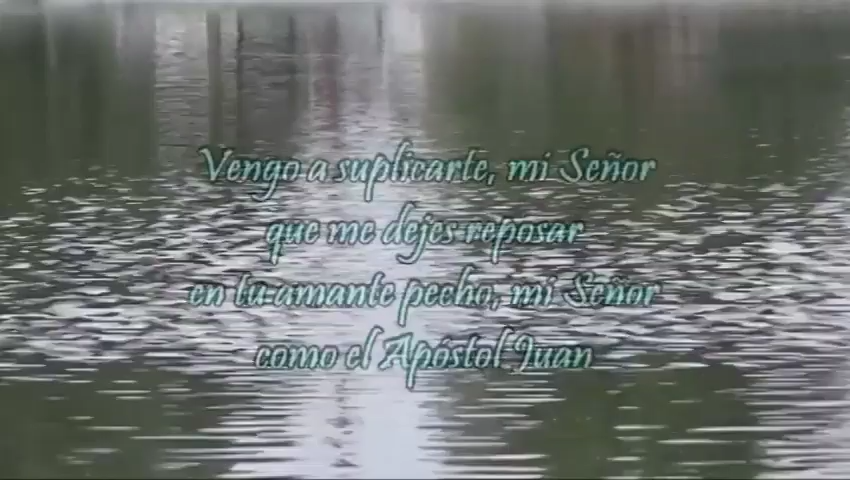 Vengo a suplicarte, mi Señor
que me dejes reposar
en tu amante pecho, mi Señor
como el Apóstol Juan